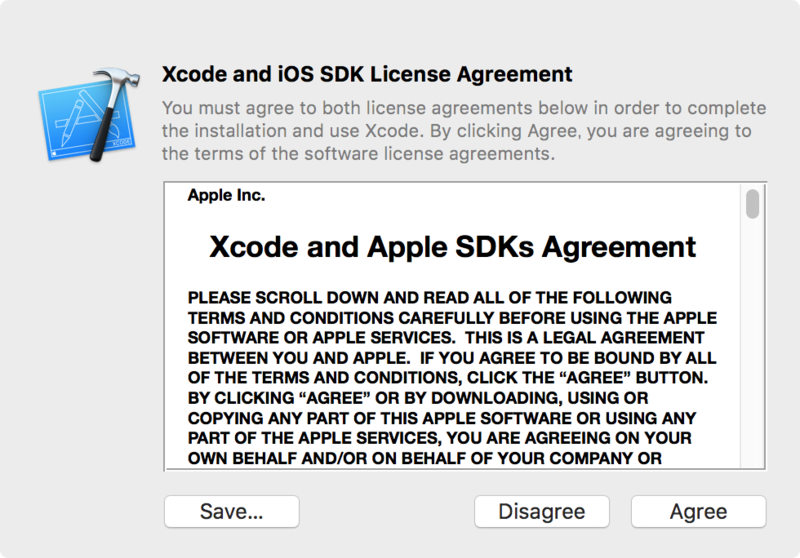 Xcode and iOS SDK License Agreement
You must agree to both license agreements below in order to complete
the installation and use Xcode. By clicking Agree, you are agreeing to
the terms of the software license agreements.
XCODE
Apple Inc.
Xcode and Apple SDKs Agreement
PLEASE SCROLL DOWN AND READ ALL OF THE FOLLOWING
TERMS AND CONDITIONS CAREFULLY BEFORE USING THE APPLE
SOFTWARE OR APPLE SERVICES.  THIS IS A LEGAL AGREEMENT
BETWEEN YOU AND APPLE.  IF YOU AGREE TO BE BOUND BY ALL
OF THE TERMS AND CONDITIONS, CLICK THE “AGREE” BUTTON.
BY CLICKING “AGREE” OR BY DOWNLOADING, USING OR
COPYING ANY PART OF THIS APPLE SOFTWARE OR USING ANY
PART OF THE APPLE SERVICES, YOU ARE AGREEING ON YOUR
OWN BEHALF AND/OR ON BEHALF OF YOUR COMPANY OR
Save...
Disagree
Agree